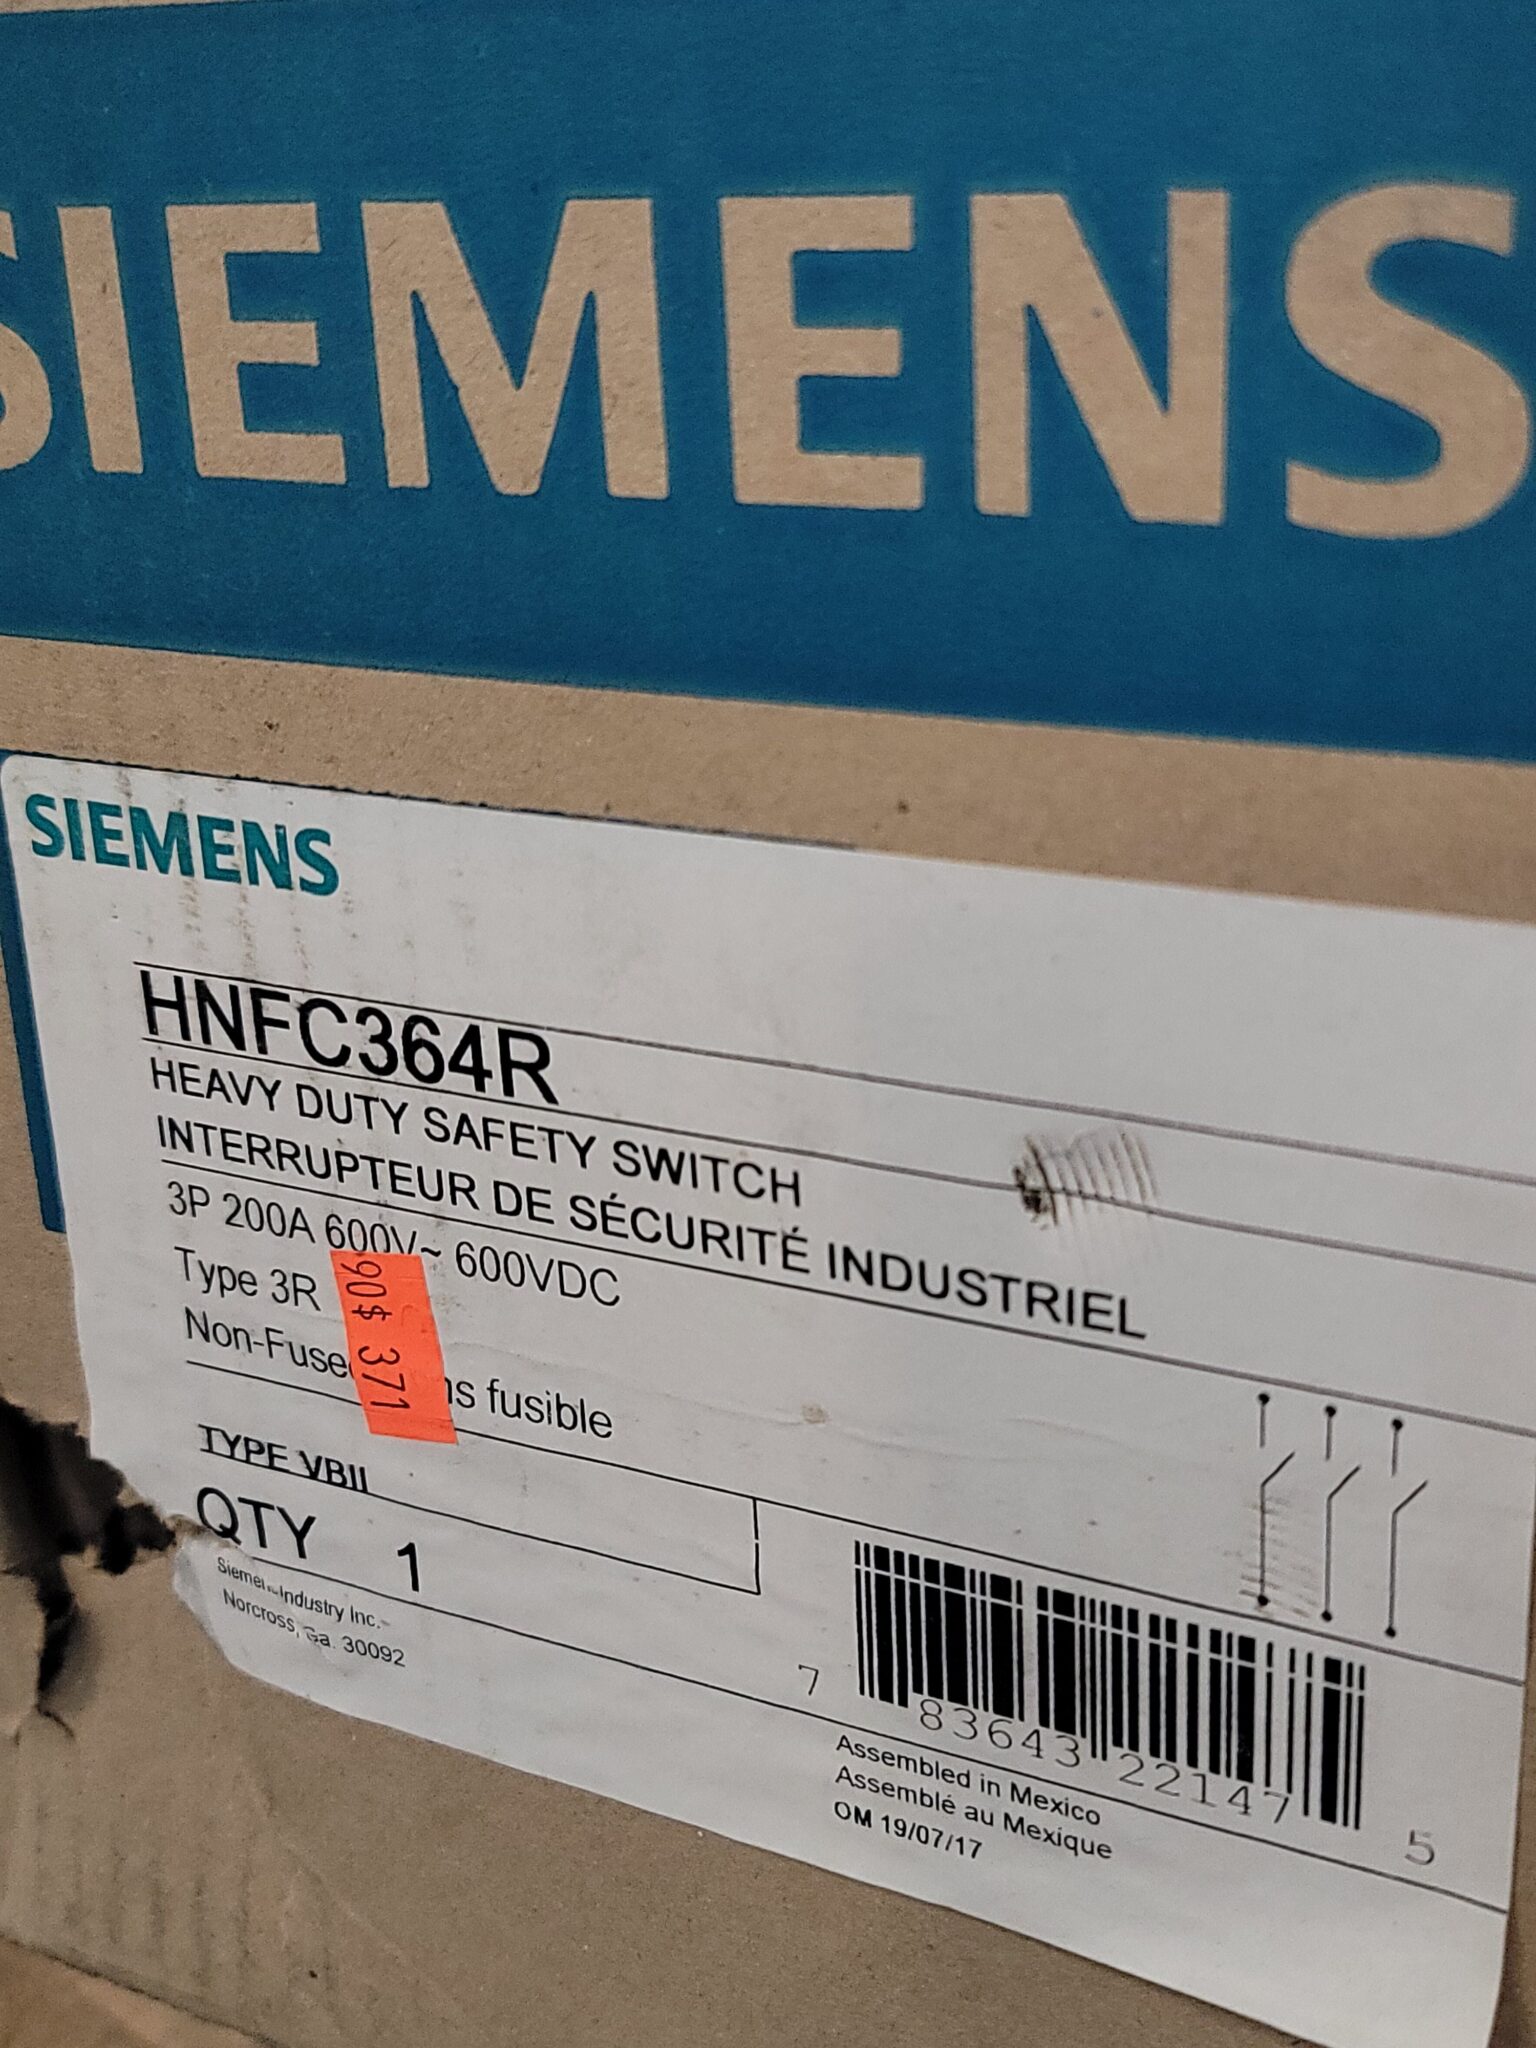 SIEMENS
SIEMENS
HNFC364R
HEAVY DUTY SAFETY SWITCH
INTERRUPTEUR DE SÉCURITÉ INDUSTRIEL
3P 200A 600V~ 600VDC
Type 3R
90$ 371
Non-Fuse fusible
TYPE VBII
QTY 1
Industry Inc.
Norcross, Ga. 30092
7 83643 22147 5
Assembled in Mexico
Assemblé au Mexique
OM 19/07/17